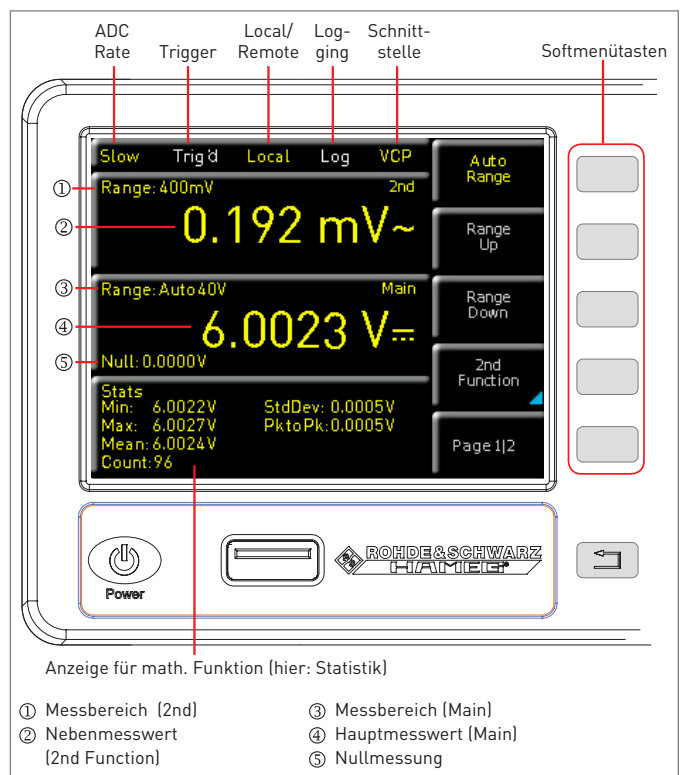 ADC Rate
Trigger
Local/ Remote
Log- ging
Schnitt- stelle
Softmenütasten
Slow Trig'd Local Log VCP
① Range: 400mV 2nd
② 0.192 mV~
③ Range: Auto40V Main
④ 6.0023 V⎓
⑤ Null: 0.0000V
Stats
Min: 6.0022V StdDev: 0.0005V
Max: 6.0027V PktoPk:0.0005V
Mean: 6.0024V
Count:96
Auto
Range
Range
Up
Range
Down
2nd
Function
Page 1|2
Power
ROHDE&SCHWARZ
HAMEG®
Anzeige für math. Funktion (hier: Statistik)
① Messbereich (2nd)
② Nebenmesswert
(2nd Function)
③ Messbereich (Main)
④ Hauptmesswert (Main)
⑤ Nullmessung